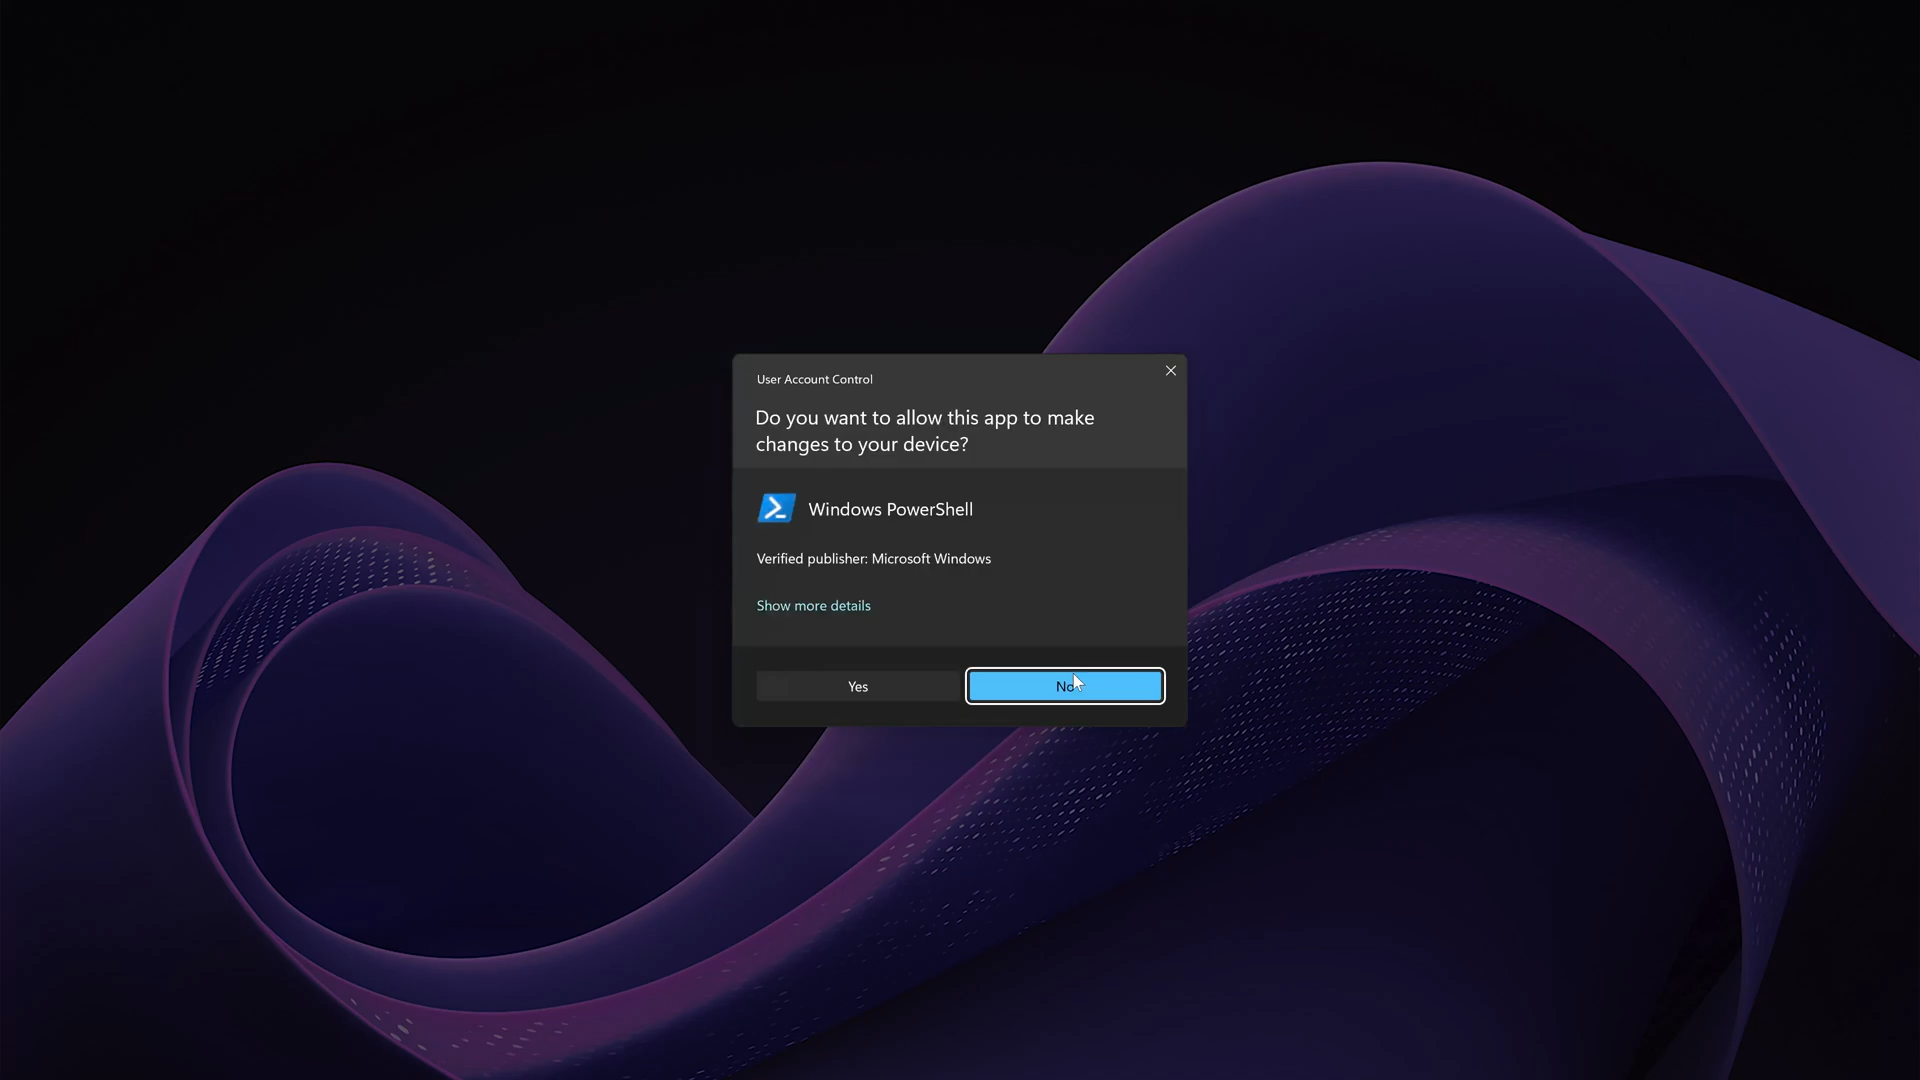 User Account Control
Do you want to allow this app to make
changes to your device?
Windows PowerShell
Verified publisher: Microsoft Windows
Show more details
Yes
No